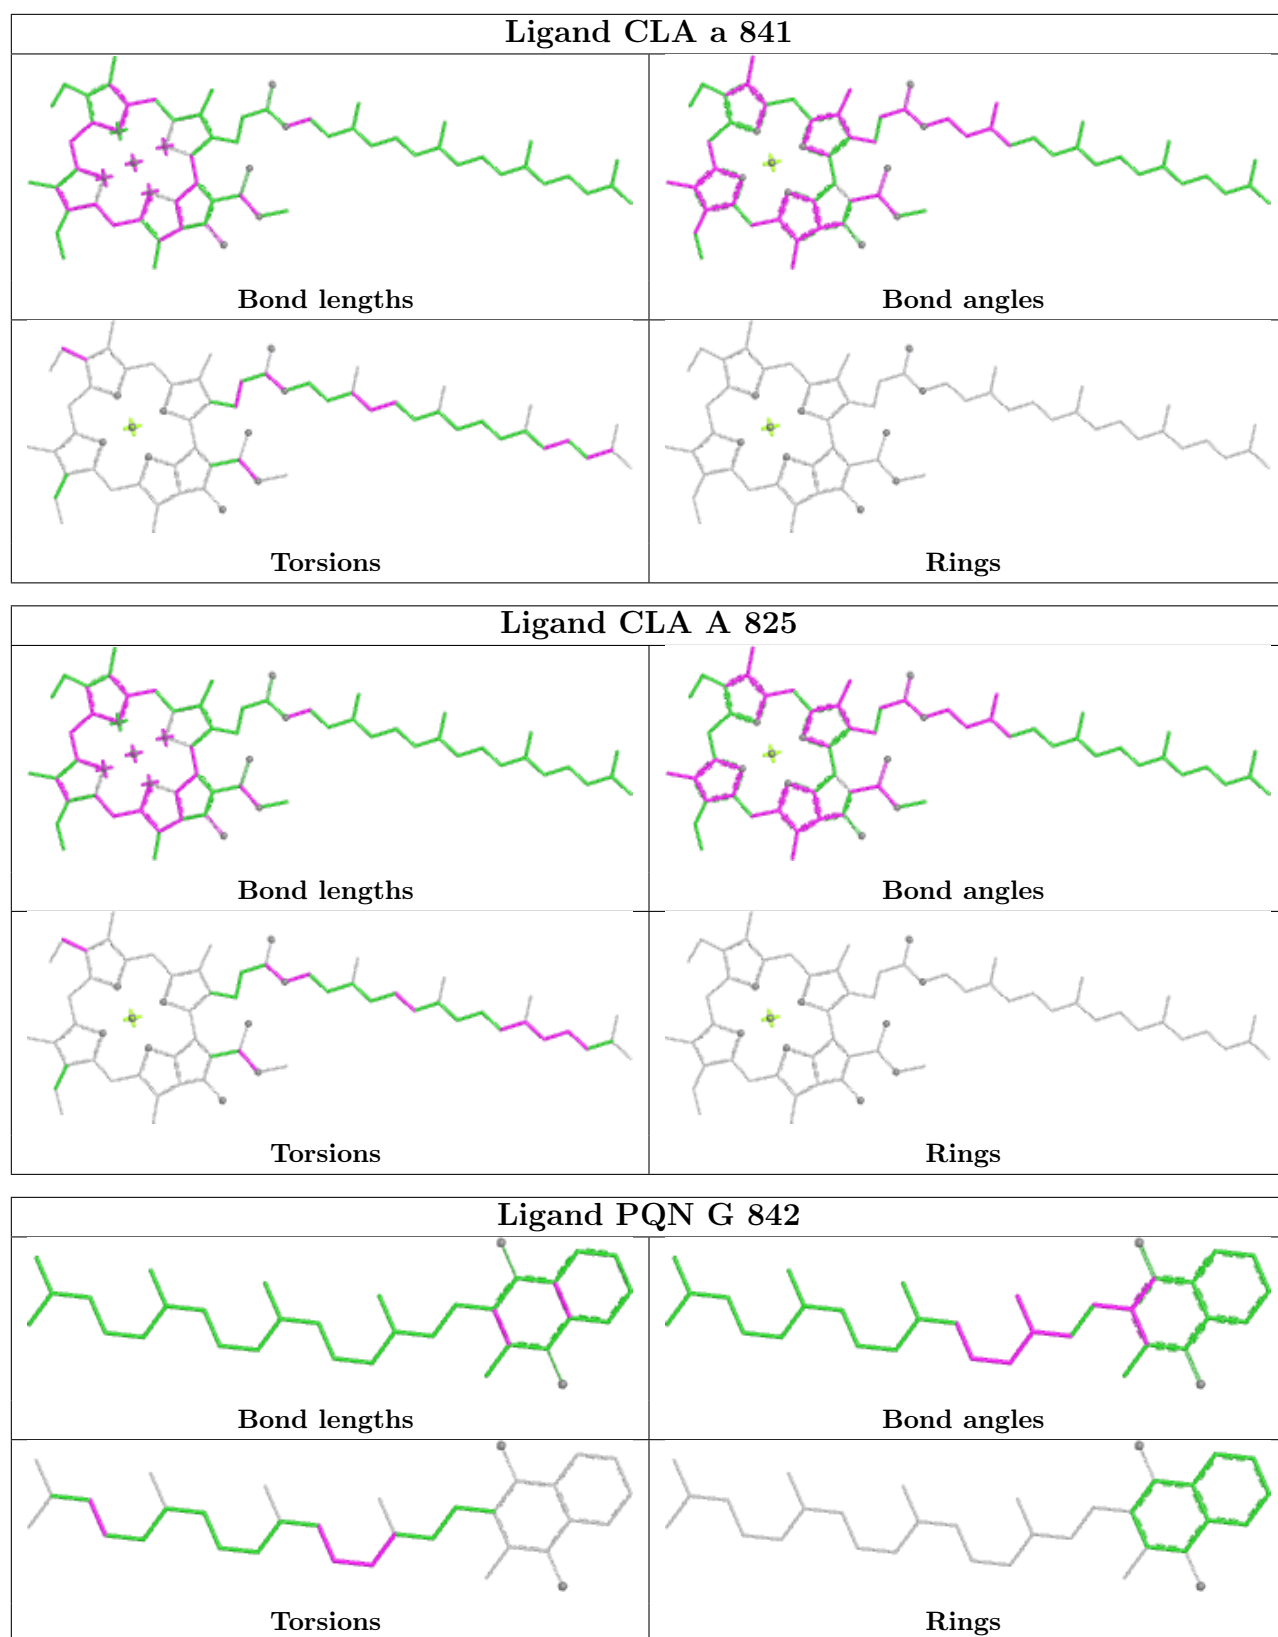 Ligand CLA a 841
Bond lengths
Bond angles
Torsions
Rings
Ligand CLA A 825
Bond lengths
Bond angles
Torsions
Rings
Ligand PQN G 842
Bond lengths
Bond angles
Torsions
Rings